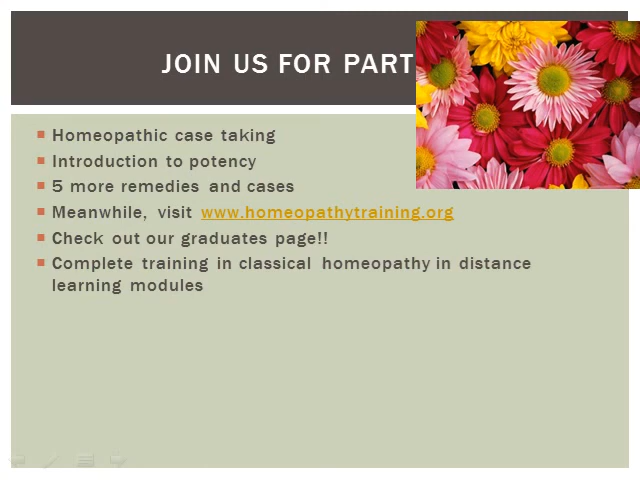 JOIN US FOR PART
Homeopathic case taking
Introduction to potency
5 more remedies and cases
Meanwhile, visit www.homeopathytraining.org
Check out our graduates page!!
Complete training in classical homeopathy in distance
learning modules